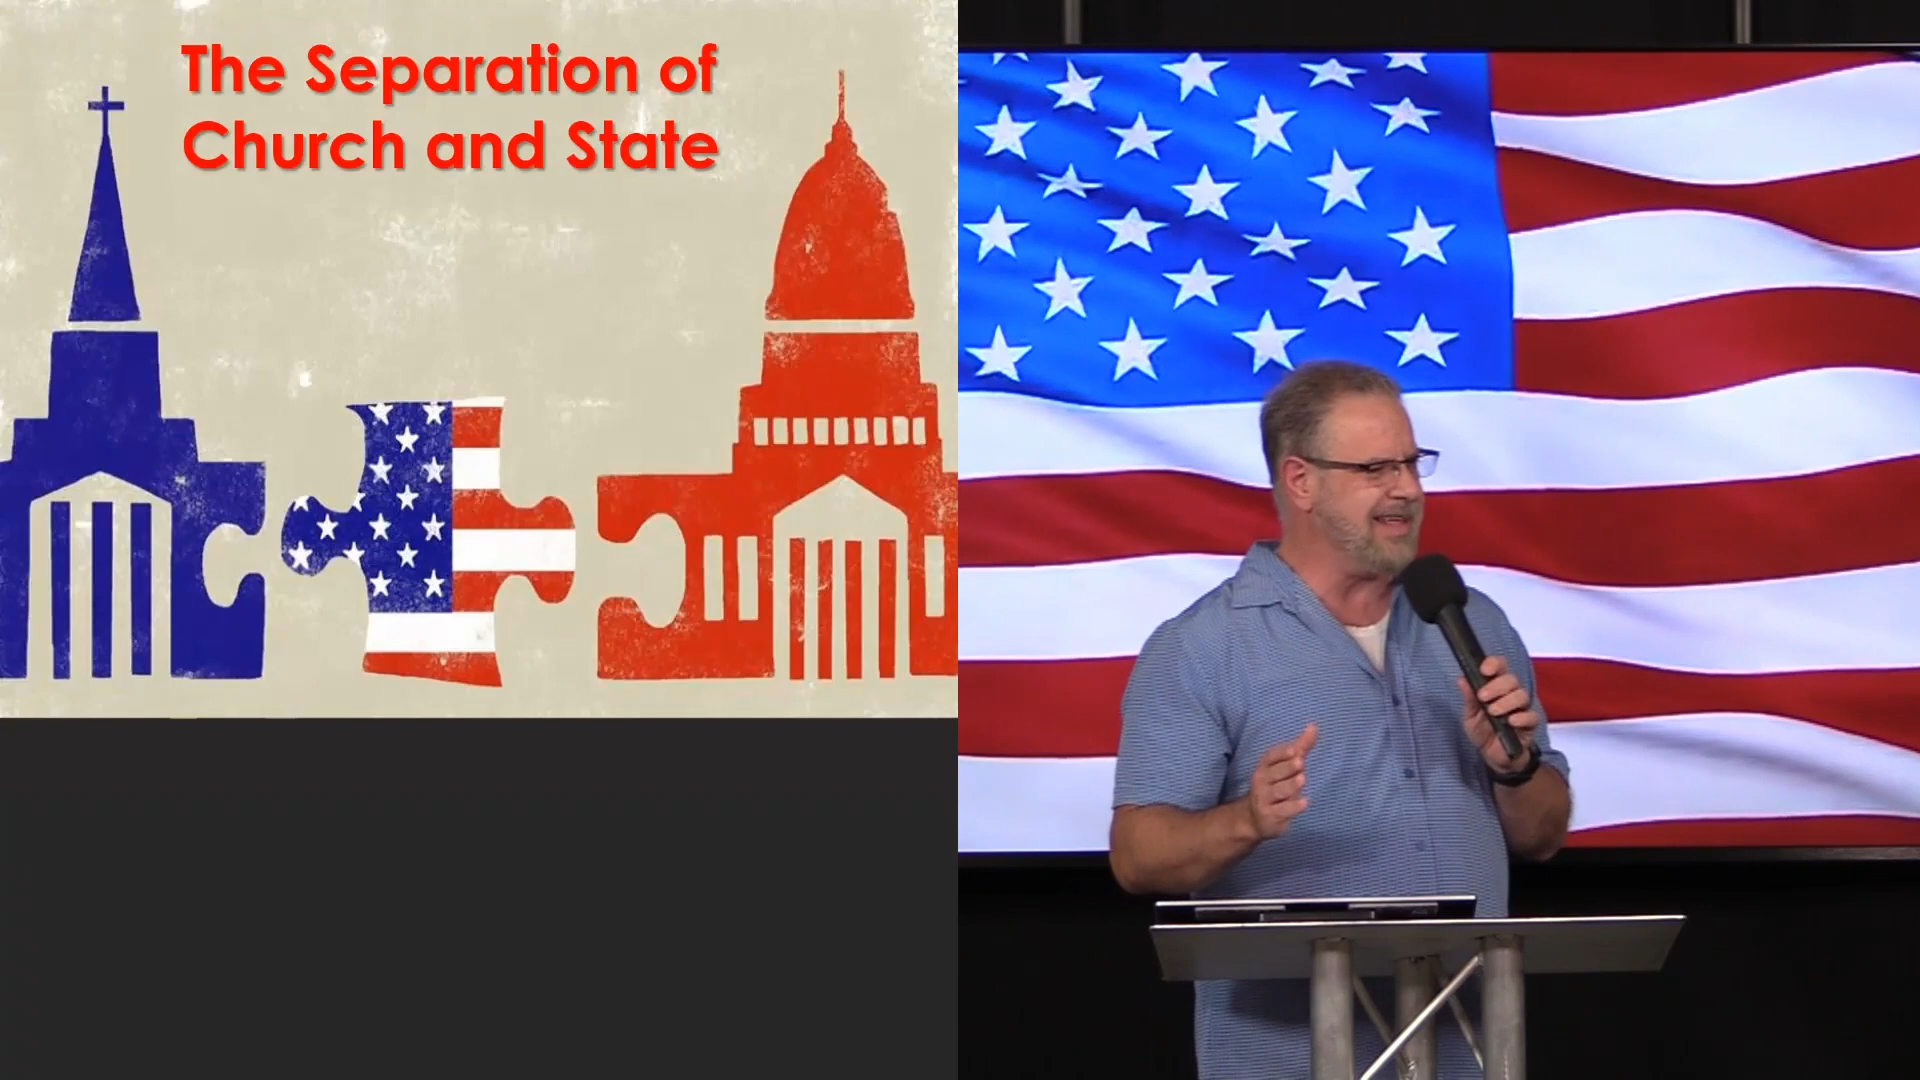 The Separation of
Church and State